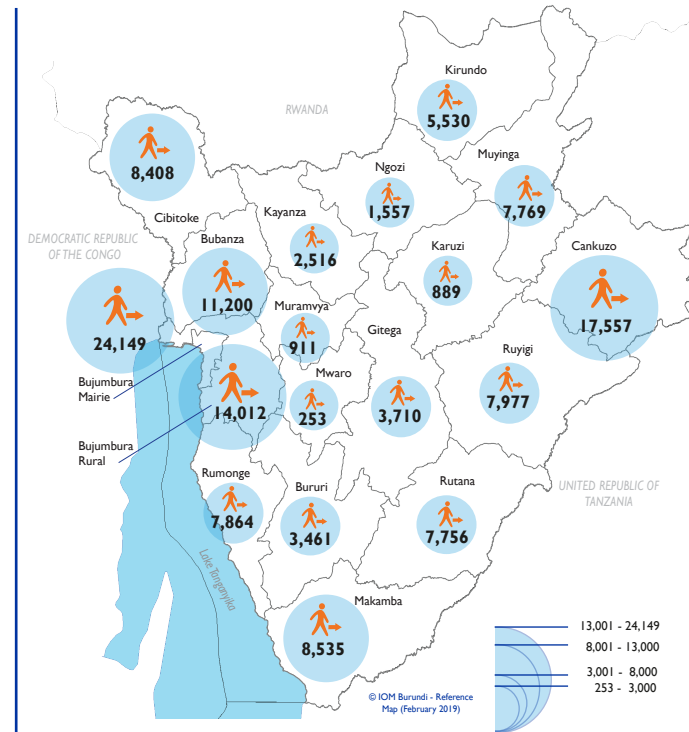 Kirundo
5,530
RWANDA
8,408
Cibitoke
Ngozi
1,557
Muyinga
7,769
Kayanza
2,516
DEMOCRATIC REPUBLIC
OF THE CONGO
Bubanza
11,200
Karuzi
889
Cankuzo
17,557
24,149
Muramvya
911
Gitega
3,710
Ruyigi
7,977
Bujumbura
Mairie
Mwaro
253
14,012
Bujumbura
Rural
Rumonge
7,864
Bururi
3,461
Rutana
7,756
UNITED REPUBLIC OF
TANZANIA
Lake Tanganyika
Makamba
8,535
13,001 - 24,149
8,001 - 13,000
3,001 - 8,000
253 - 3,000
© IOM Burundi - Reference
Map (February 2019)